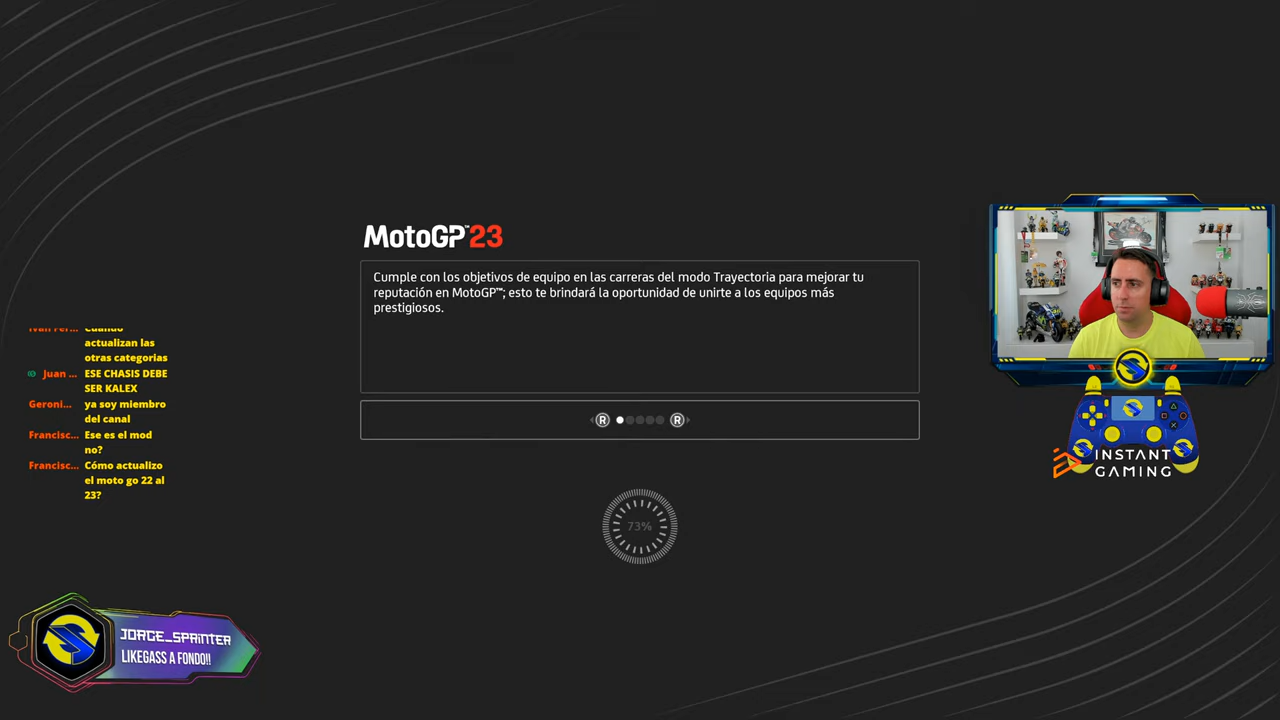 MotoGP™23
Cumple con los objetivos de equipo en las carreras del modo Trayectoria para mejorar tu
reputación en MotoGP™; esto te brindará la oportunidad de unirte a los equipos más
prestigiosos.
R R
73%
Cuando
actualizan las
otras categorias
Juan ... ESE CHASIS DEBE
SER KALEX
Geroni... ya soy miembro
del canal
Francisc... Ese es el mod
no?
Francisc... Cómo actualizo
el moto go 22 al
23?
INSTANT
GAMING
JORGE_SPRINTER
LIKEGASS A FONDO!!